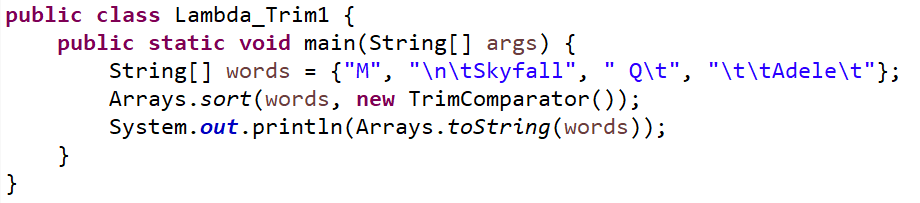 public class Lambda_Trim1 {
    public static void main(String[] args) {
        String[] words = {"M", "\n\tSkyfall", " Q\t", "\t\tAdele\t"};
        Arrays.sort(words, new TrimComparator());
        System.out.println(Arrays.toString(words));
    }
}